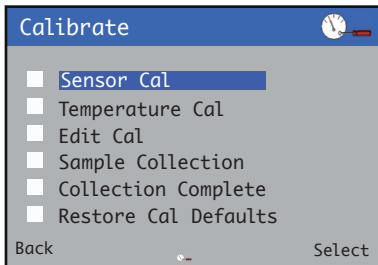 Calibrate
Sensor Cal
Temperature Cal
Edit Cal
Sample Collection
Collection Complete
Restore Cal Defaults
Back Select